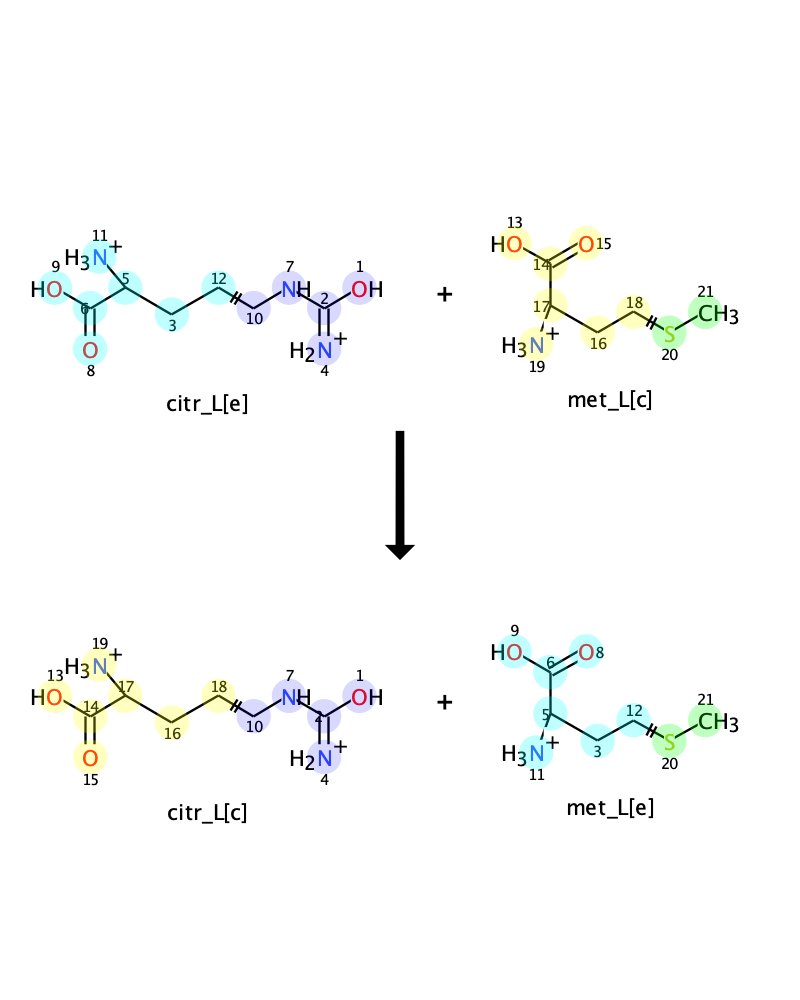 11
H3N+
9
HO
5
6
O
8
3
12
10
7
NH
2
1
OH
H2N+
4
citr_L[e]
+
13
HO
14
O
15
17
H3N+
19
16
18
S
20
21
CH3
met_L[c]
19
H3N+
13
HO
17
14
O
15
16
18
10
7
NH
2
1
OH
H2N+
4
citr_L[c]
+
9
HO
6
O
8
5
H3N+
11
3
12
S
20
21
CH3
met_L[e]